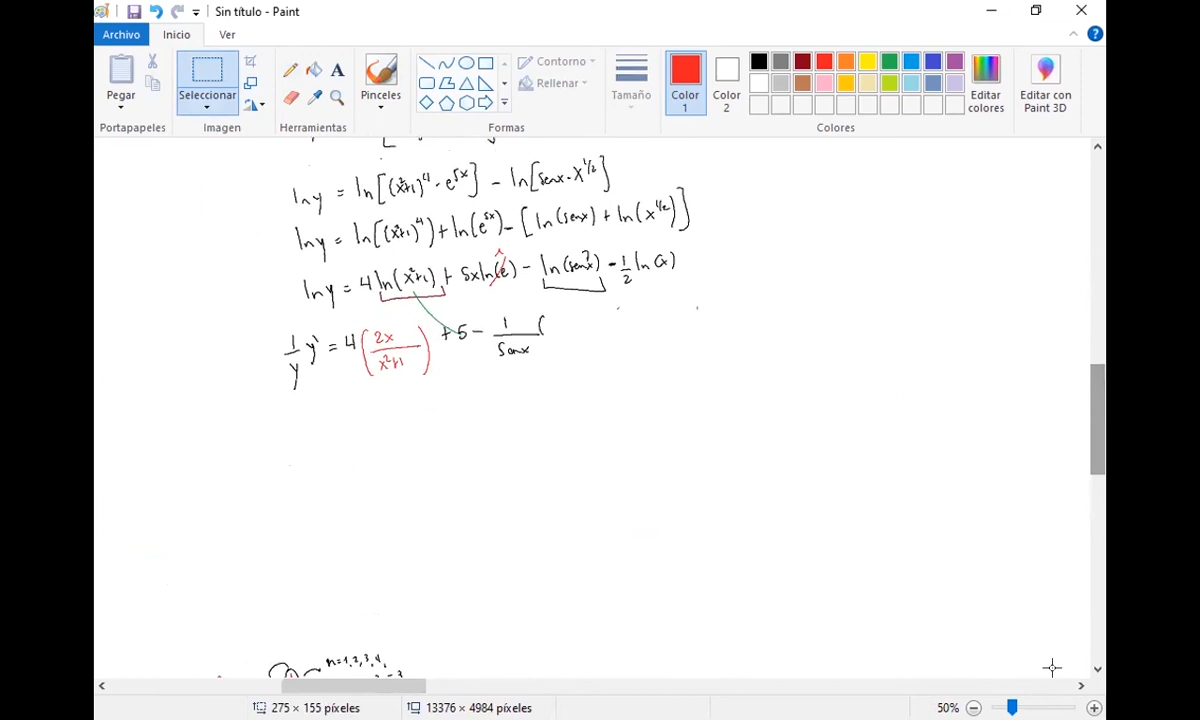 Sin título - Paint
Archivo Inicio Ver
Pegar
Seleccionar
Pinceles
Contorno
Rellenar
Tamaño
Color 1
Color 2
Editar colores
Editar con Paint 3D
Portapapeles Imagen Herramientas Formas Colores
ln y = ln[(x²+1)⁴ · e^5x] - ln[senx · x^1/2]
ln y = ln[(x²+1)⁴] + ln(e^5x) - [ln(senx) + ln(x^1/2)]
ln y = 4 ln(x²+1) + 5x ln(e) - ln(senx) - 1/2 ln(x)
1/y y' = 4(2x/x²+1) + 5 - 1/senx (
n=1,2,3,4,
275 × 155 píxeles 13376 × 4984 píxeles 50%